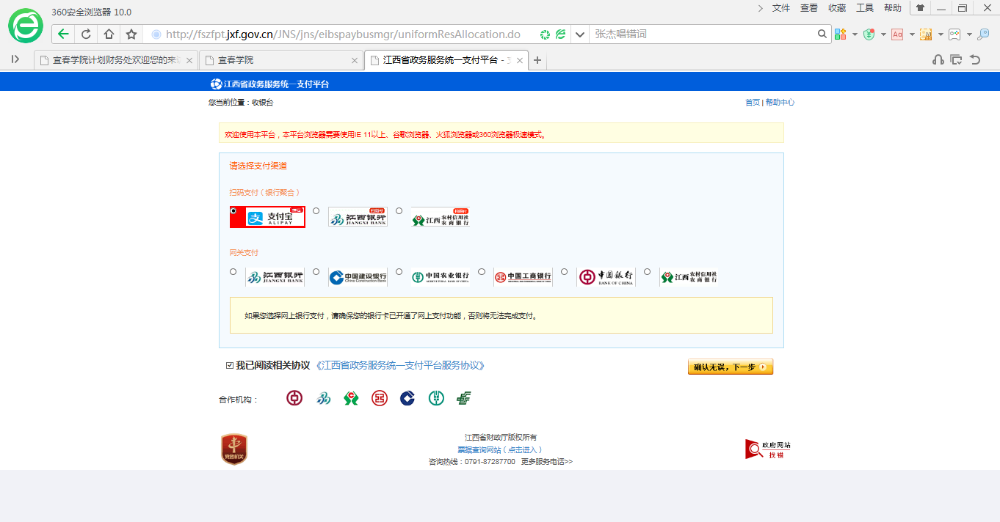 360安全浏览器 10.0
文件 查看 收藏 工具 帮助
http://fszfpt.jxf.gov.cn/JNS/jns/eibspaybusmgr/uniformResAllocation.do
张杰唱错词
宜春学院计划财务处欢迎您的来访
宜春学院
江西省政务服务统一支付平台 -
江西省政务服务统一支付平台
您当前位置：收银台
首页 | 帮助中心
欢迎使用本平台，本平台浏览器需要使用IE 11以上、谷歌浏览器、火狐浏览器或360浏览器极速模式。
请选择支付渠道
扫码支付（银行聚合）
支付宝 ALIPAY
扫码付 江西银行 JIANGXI BANK
扫码付 江西农村信用社 农商银行
网关支付
江西银行 JIANGXI BANK
中国建设银行 China Construction Bank
中国农业银行 AGRICULTURAL BANK OF CHINA
中国工商银行
中国银行 BANK OF CHINA
江西农村信用社 农商银行
如果您选择网上银行支付，请确保您的银行卡已开通了网上支付功能，否则将无法完成支付。
我已阅读相关协议 《江西省政务服务统一支付平台服务协议》
确认无误，下一步
合作机构：
江西省财政厅版权所有
票据查询网站（点击进入）
咨询热线：0791-87287700 更多服务电话>>
党政机关
政府网站
找错